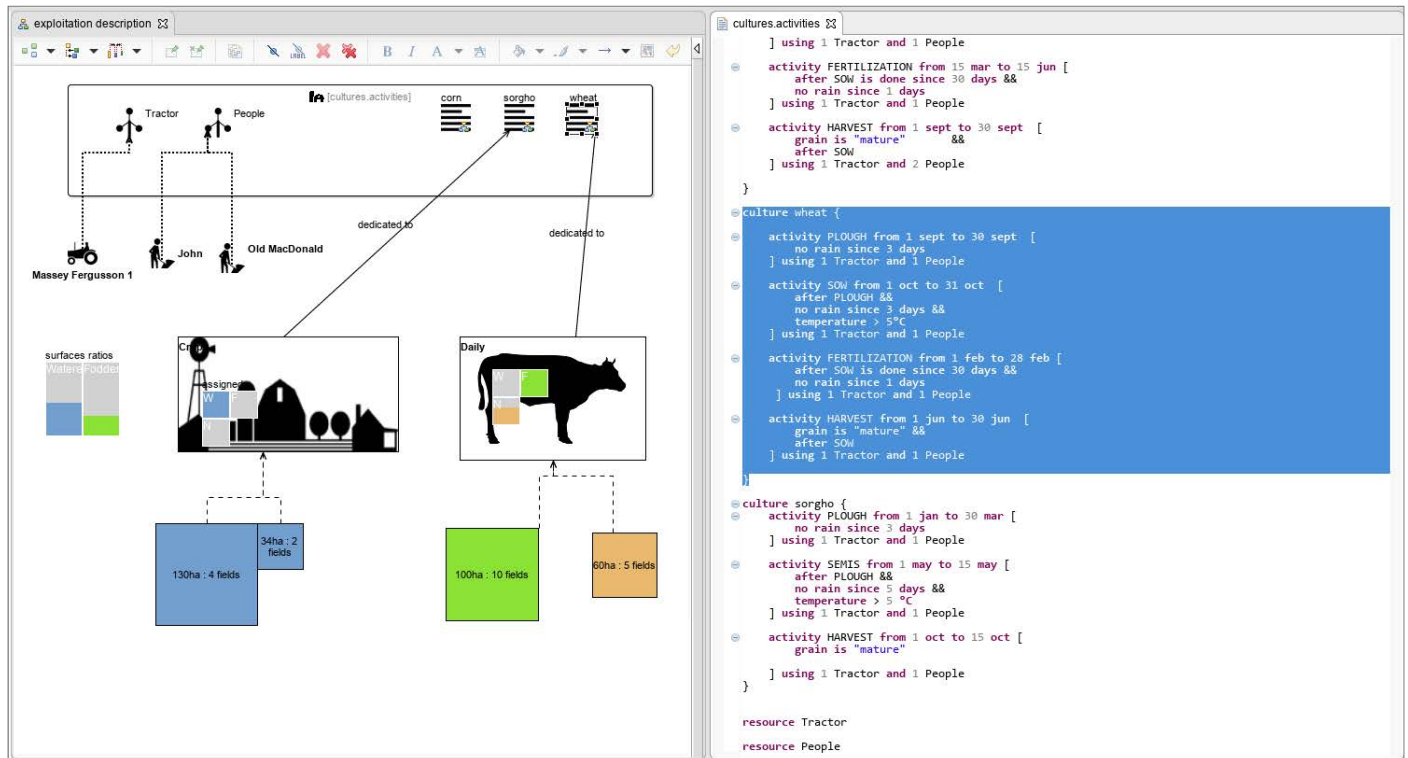 exploitation description
LABEL
B I A
[cultures.activities]
corn
sorgho
wheat
Tractor
People
dedicated to
dedicated to
John
Old MacDonald
Massey Fergusson 1
surfaces ratios
Watere
Fodder
assigned
W
F
N
Daily
W
F
N
34ha : 2
fields
130ha : 4 fields
100ha : 10 fields
60ha : 5 fields
cultures.activities
] using 1 Tractor and 1 People
activity FERTILIZATION from 15 mar to 15 jun [
after SOW is done since 30 days &&
no rain since 1 days
] using 1 Tractor and 1 People
activity HARVEST from 1 sept to 30 sept [
grain is "mature" &&
after SOW
] using 1 Tractor and 2 People
}
culture wheat {
activity PLOUGH from 1 sept to 30 sept [
no rain since 3 days
] using 1 Tractor and 1 People
activity SOW from 1 oct to 31 oct [
after PLOUGH &&
no rain since 3 days &&
temperature > 5°C
] using 1 Tractor and 1 People
activity FERTILIZATION from 1 feb to 28 feb [
after SOW is done since 30 days &&
no rain since 1 days
] using 1 Tractor and 1 People
activity HARVEST from 1 jun to 30 jun [
grain is "mature" &&
after SOW
] using 1 Tractor and 1 People
}
culture sorgho {
activity PLOUGH from 1 jan to 30 mar [
no rain since 3 days
] using 1 Tractor and 1 People
activity SEMIS from 1 may to 15 may [
after PLOUGH &&
no rain since 5 days &&
temperature > 5 °C
] using 1 Tractor and 1 People
activity HARVEST from 1 oct to 15 oct [
grain is "mature"
] using 1 Tractor and 1 People
}
resource Tractor
resource People